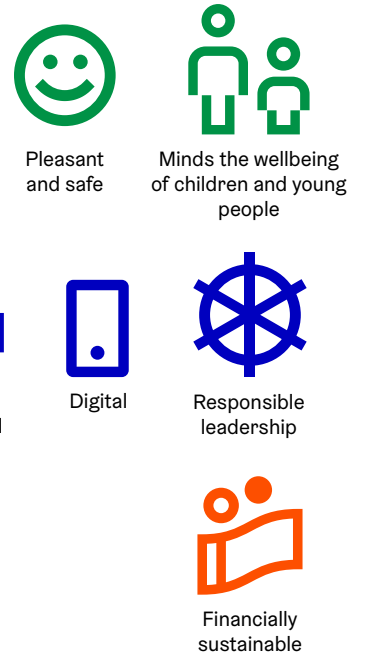 Pleasant
and safe
Minds the wellbeing
of children and young
people
Digital
Responsible
leadership
Financially
sustainable